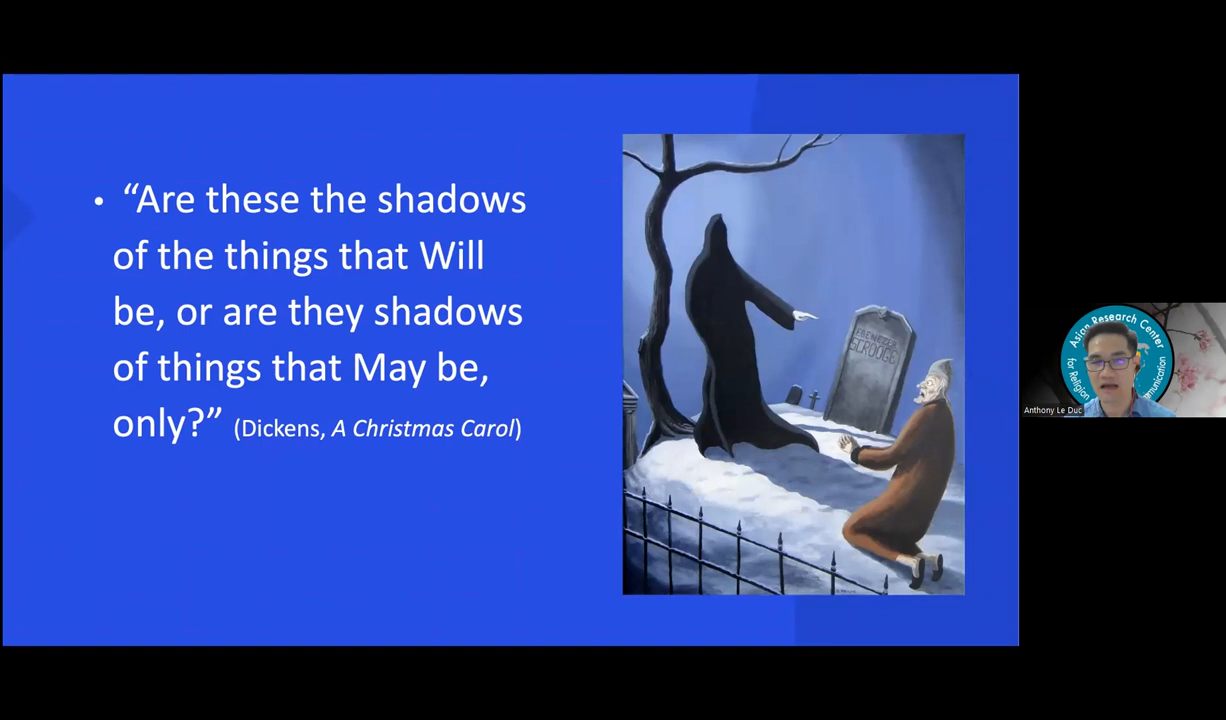 • “Are these the shadows
of the things that Will
be, or are they shadows
of things that May be,
only?” (Dickens, A Christmas Carol)
EBENEZER
SCROOGE
Asian Research Center
for Religion
mmunication
Anthony Le Duc